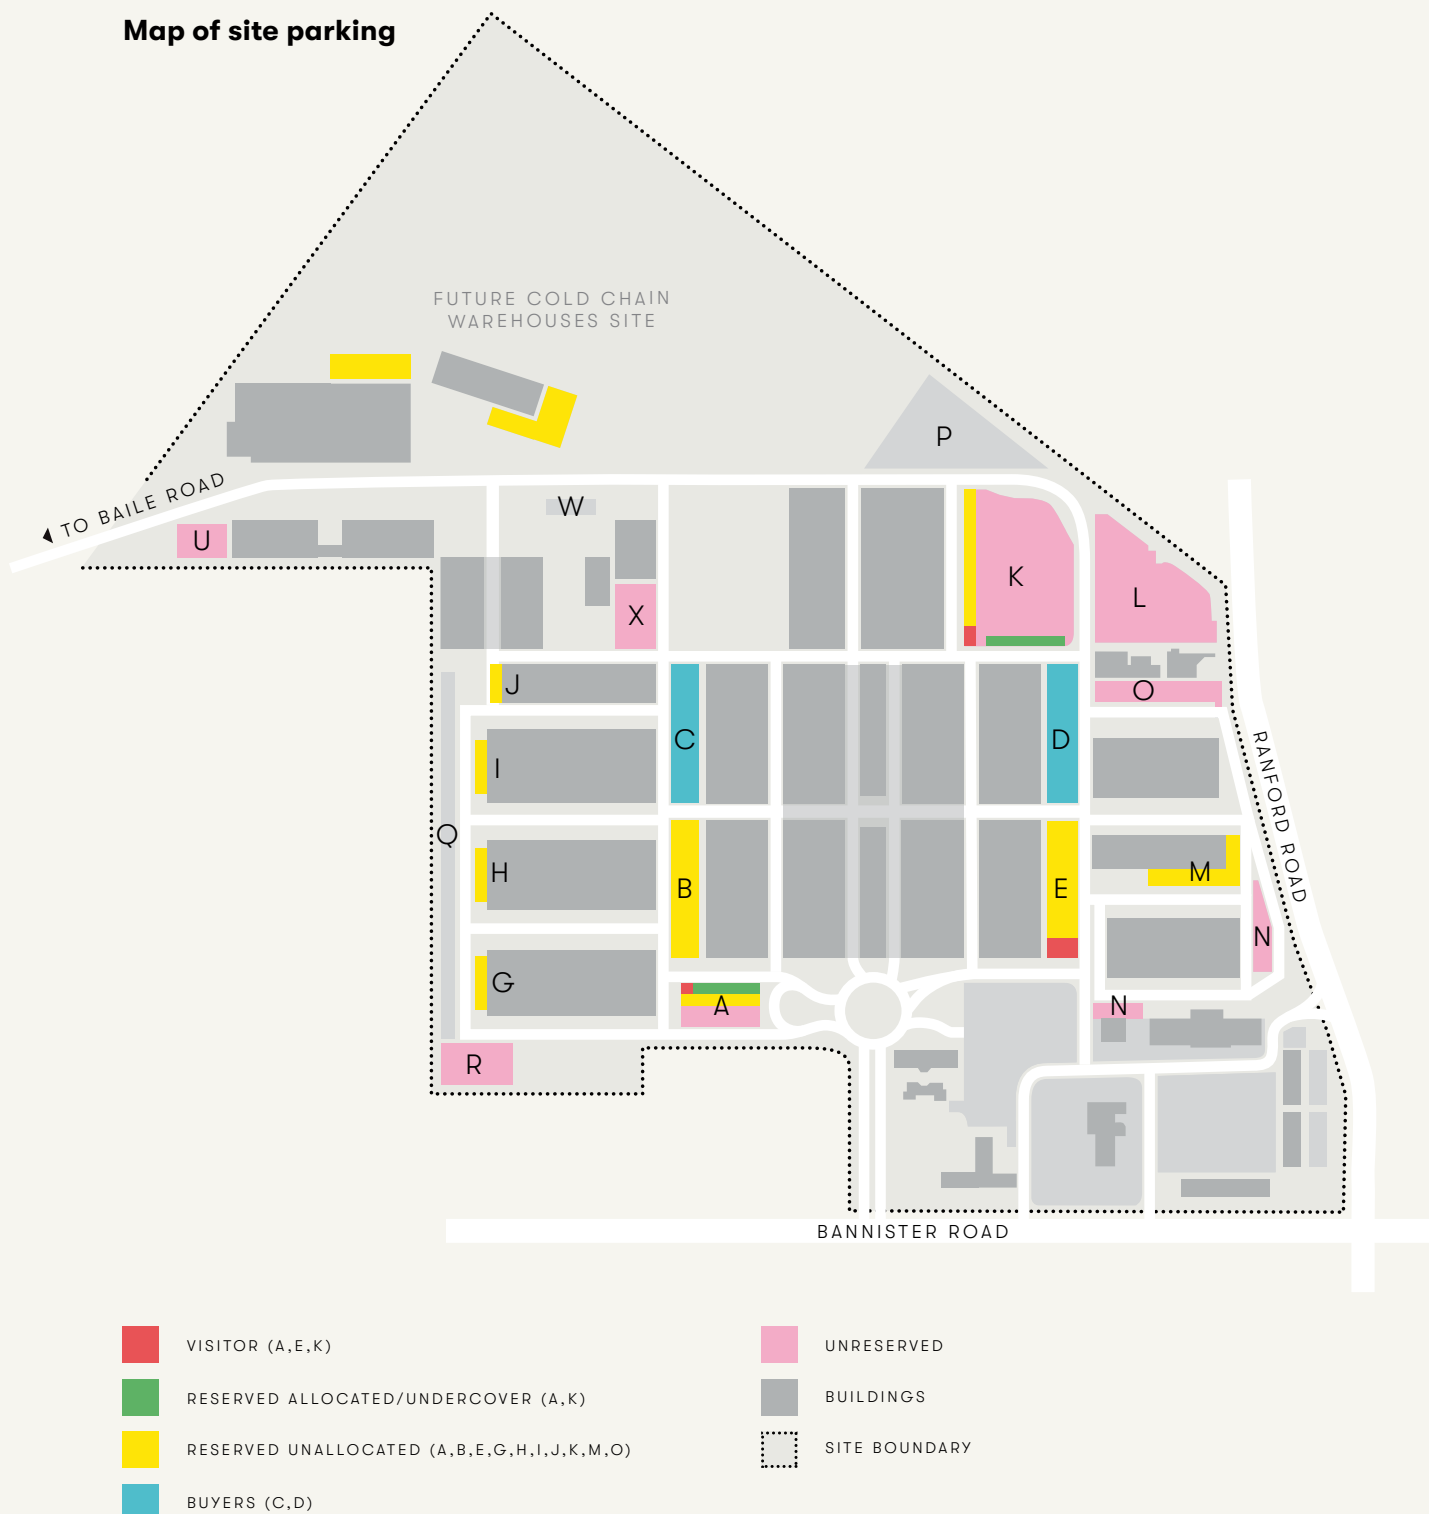 Map of site parking
FUTURE COLD CHAIN
WAREHOUSES SITE
P
TO BAILE ROAD
W
U
K
L
X
J
O
C
D
I
RANFORD ROAD
Q
H
M
B
E
N
G
A
N
R
BANNISTER ROAD
VISITOR (A,E,K)
RESERVED ALLOCATED/UNDERCOVER (A,K)
RESERVED UNALLOCATED (A,B,E,G,H,I,J,K,M,O)
BUYERS (C,D)
UNRESERVED
BUILDINGS
SITE BOUNDARY